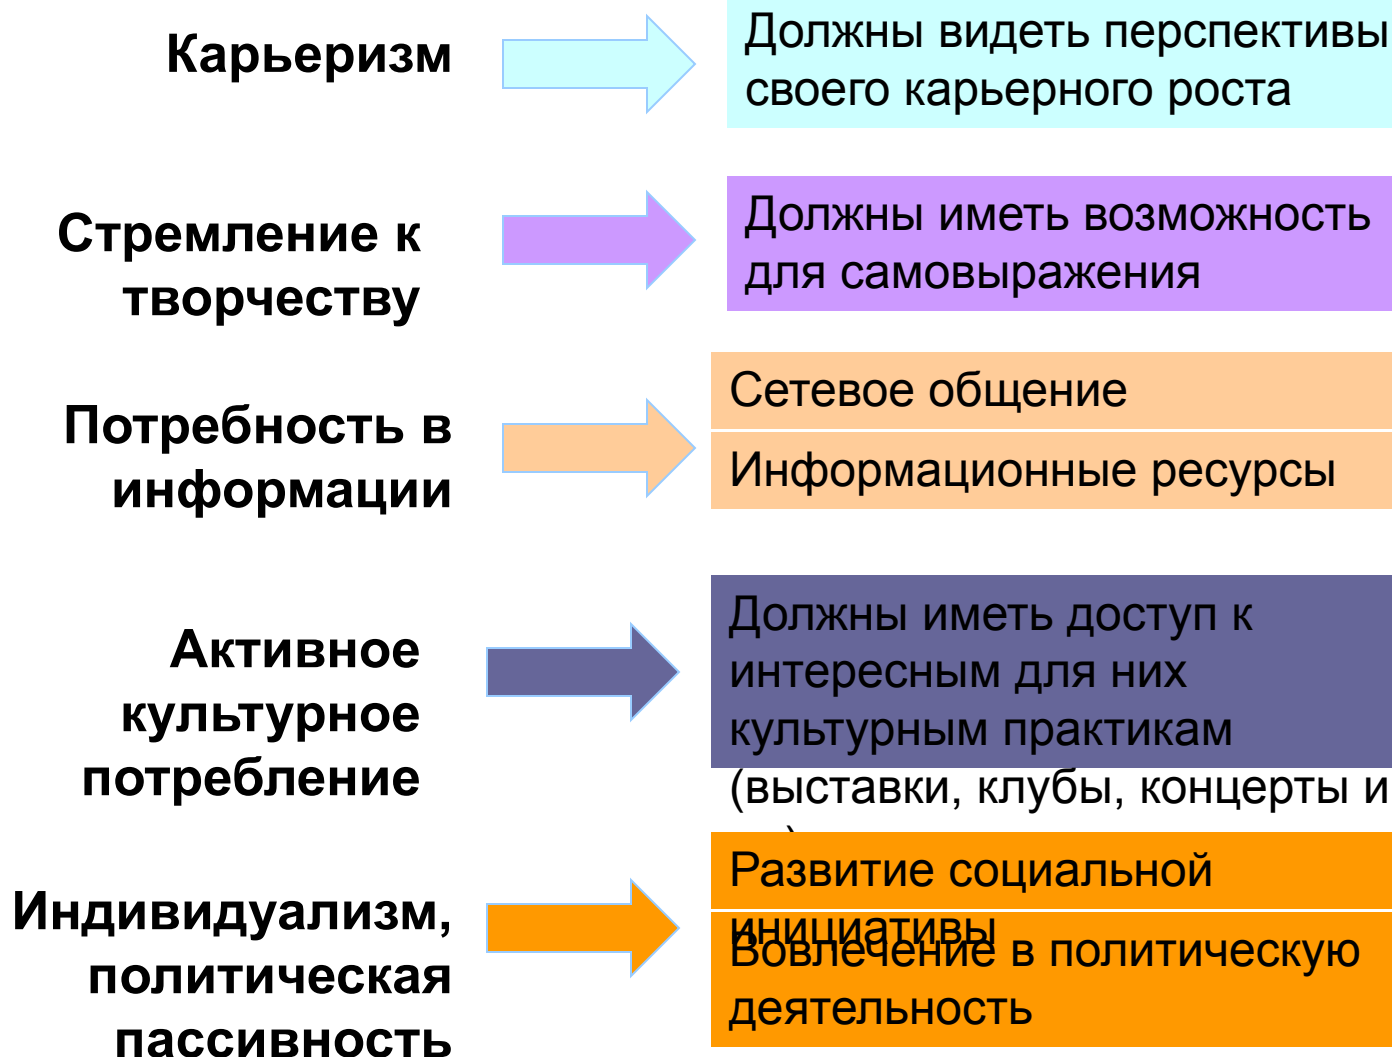 Карьеризм
Должны видеть перспективы
своего карьерного роста
Стремление к
творчеству
Должны иметь возможность
для самовыражения
Потребность в
информации
Сетевое общение
Информационные ресурсы
Активное
культурное
потребление
Должны иметь доступ к
интересным для них
культурным практикам
(выставки, клубы, концерты и
Индивидуализм,
политическая
пассивность
Развитие социальной
инициативы
Вовлечение в политическую
деятельность